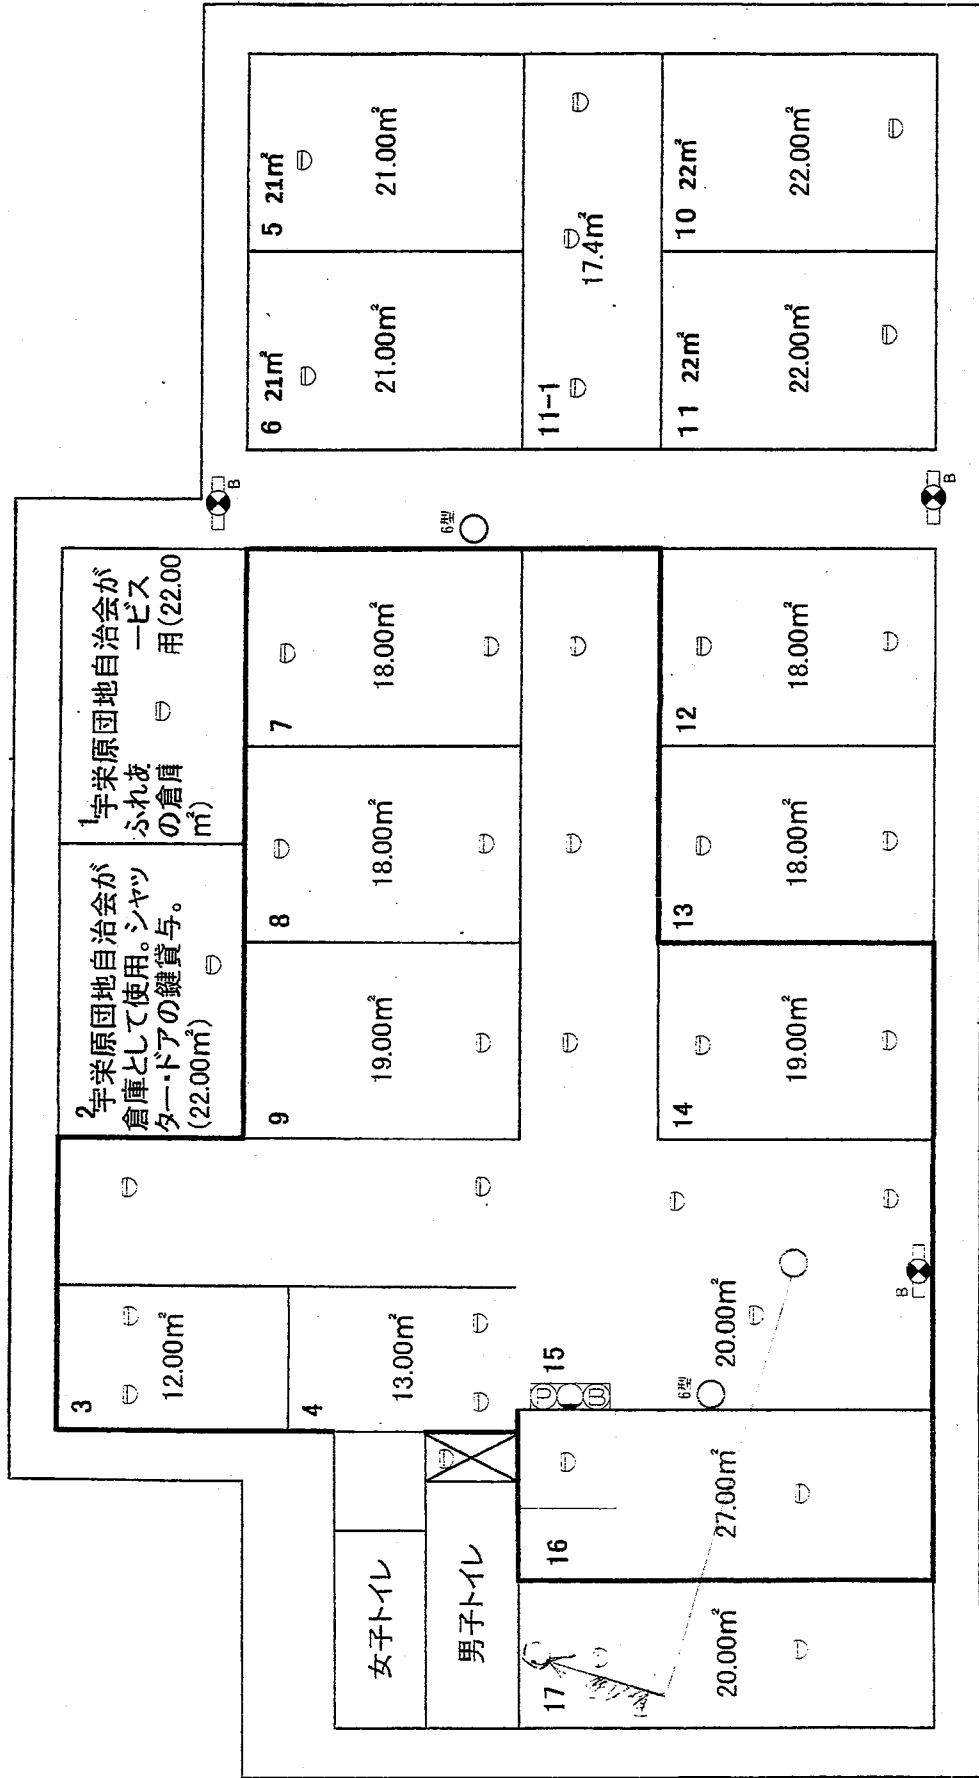 2
宇栄原団地自治会が
倉庫として使用。シャッ
ター・ドアの鍵貸与。
(22.00㎡)
1
宇栄原団地自治会が
ふれあ　　ービス
の倉庫　　用(22.00
㎡)
3
12.00㎡
4
13.00㎡
9
19.00㎡
8
18.00㎡
7
18.00㎡
6 21㎡
21.00㎡
5 21㎡
21.00㎡
11-1
17.4㎡
11 22㎡
22.00㎡
10 22㎡
22.00㎡
6型
B
B
女子トイレ
男子トイレ
17
20.00㎡
16
27.00㎡
15
20.00㎡
6型
B
14
19.00㎡
13
18.00㎡
12
18.00㎡